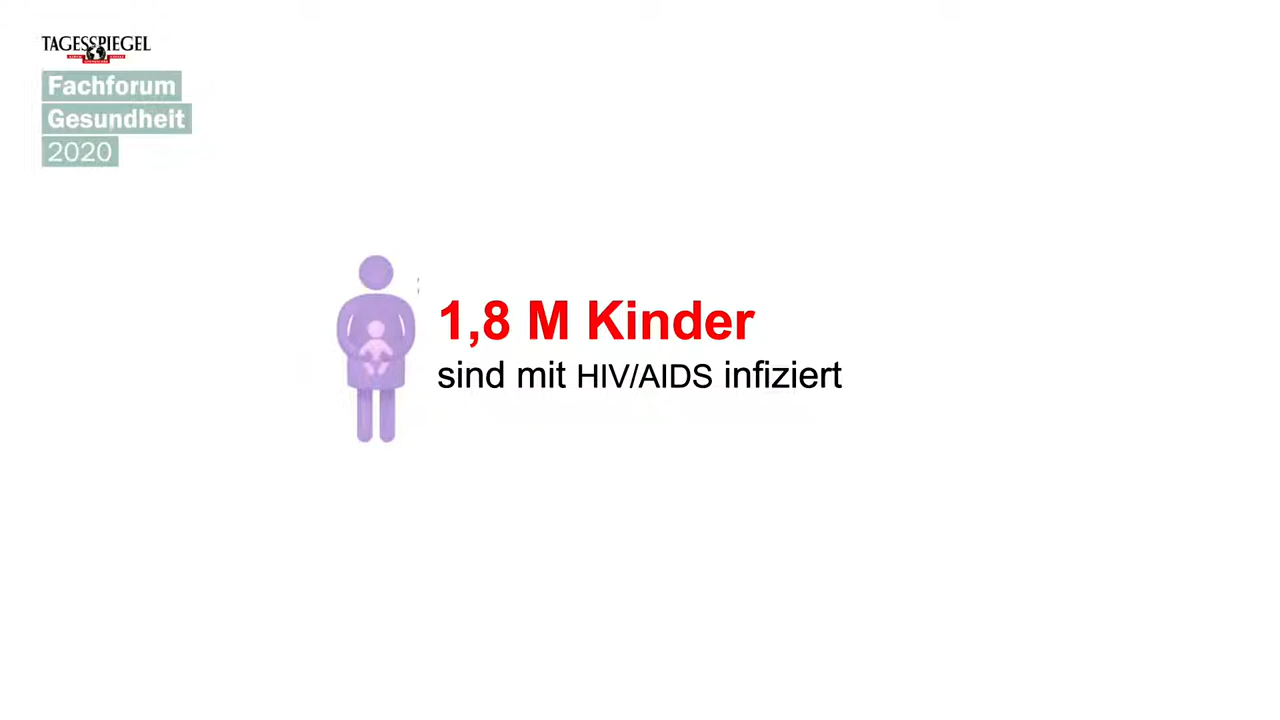 TAGESSPIEGEL
Fachforum
Gesundheit
2020
1,8 M Kinder
sind mit HIV/AIDS infiziert